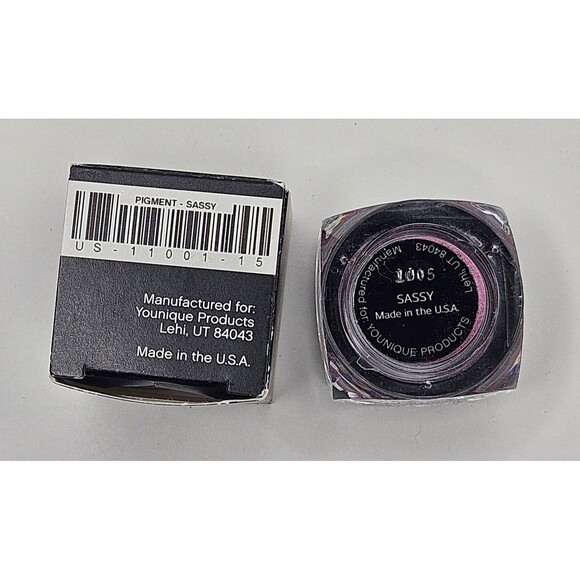 PIGMENT - SASSY
US-11001-15
Manufactured for:
Younique Products
Lehi, UT 84043
Made in the U.S.A.
1005
SASSY
Made in the U.S.A.
Manufactured for YOUNIQUE PRODUCTS
Lehi, UT 84043